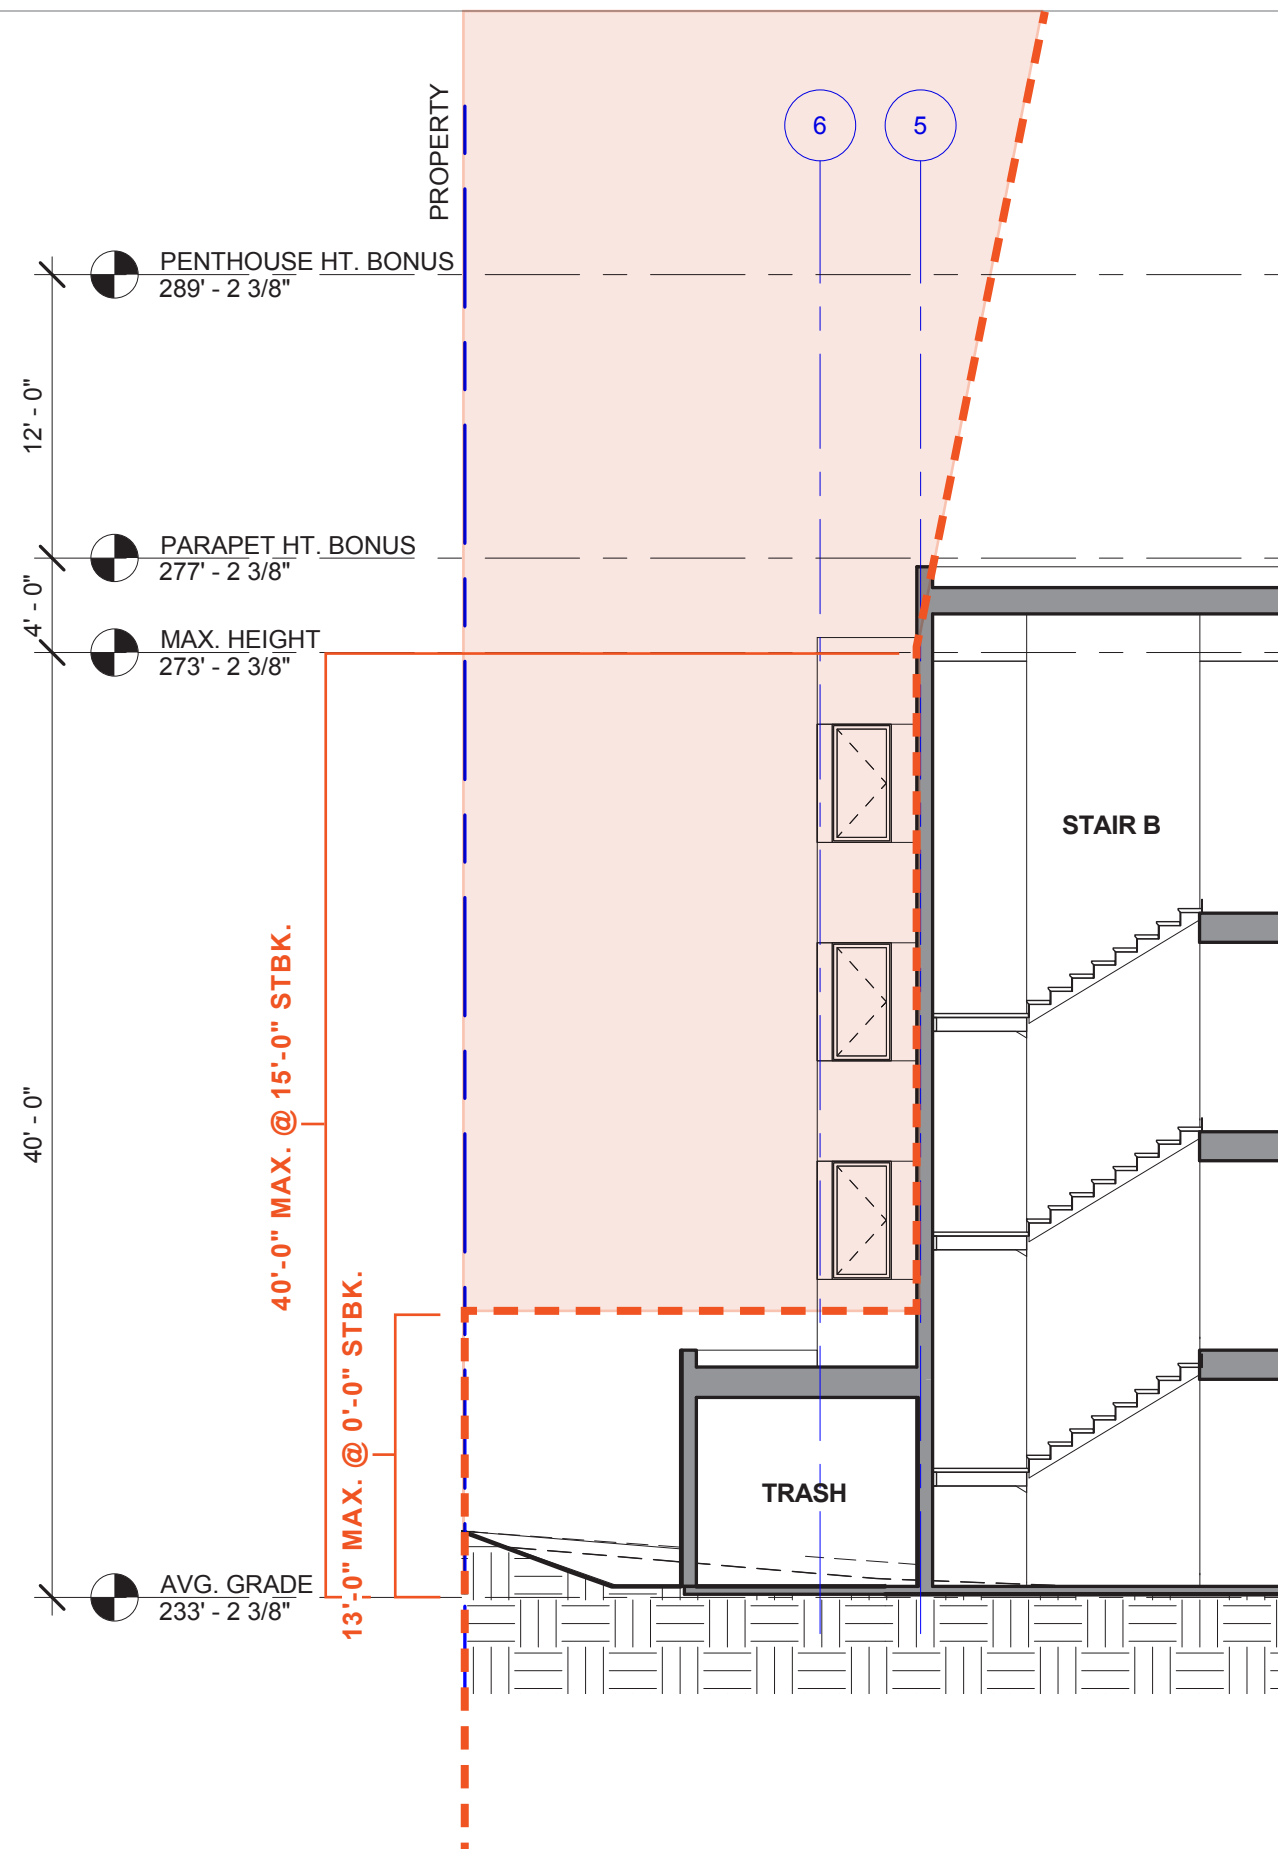 PROPERTY
6
5
PENTHOUSE HT. BONUS
289' - 2 3/8"
12' - 0"
PARAPET HT. BONUS
277' - 2 3/8"
4' - 0"
MAX. HEIGHT
273' - 2 3/8"
STAIR B
40'-0" MAX. @ 15'-0" STBK.
40' - 0"
13'-0" MAX. @ 0'-0" STBK.
TRASH
AVG. GRADE
233' - 2 3/8"